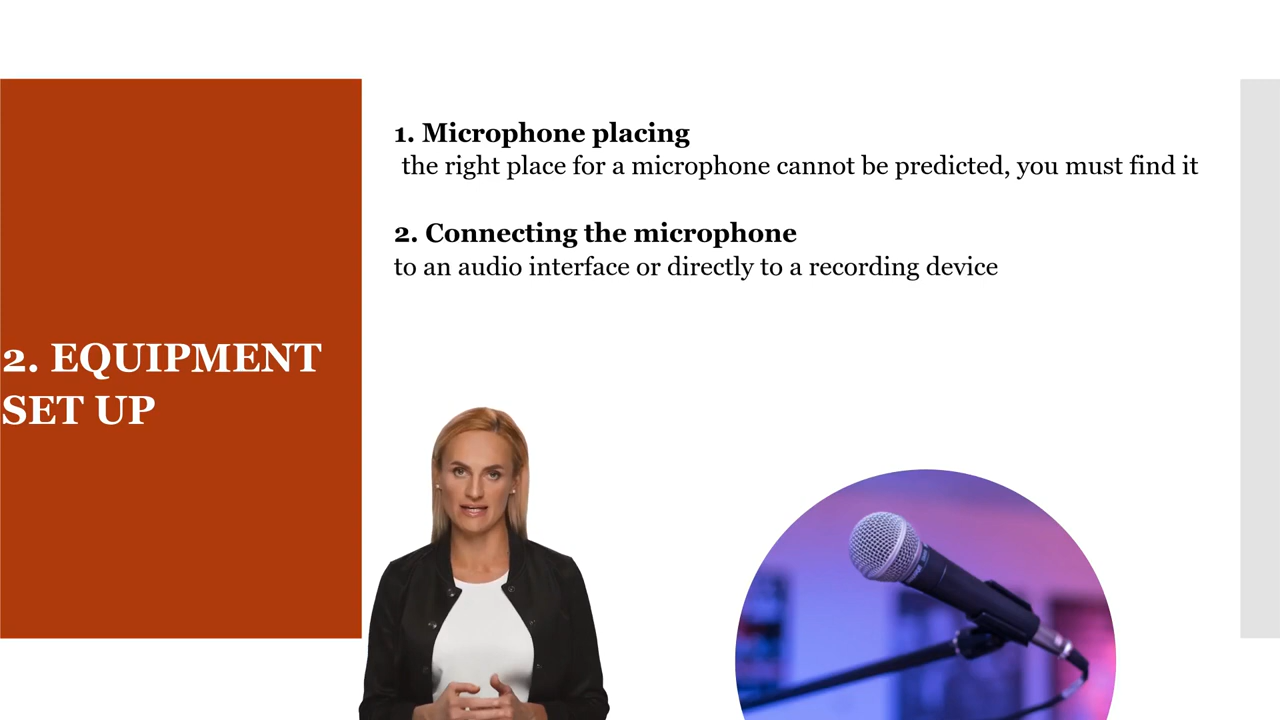 2. EQUIPMENT
SET UP
1. Microphone placing
the right place for a microphone cannot be predicted, you must find it
2. Connecting the microphone
to an audio interface or directly to a recording device